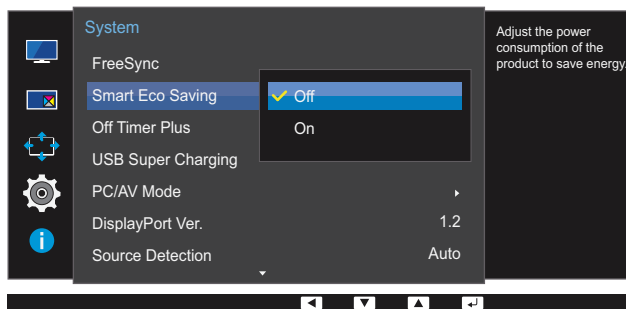 System
FreeSync
Smart Eco Saving
Off
Off Timer Plus
On
USB Super Charging
PC/AV Mode
DisplayPort Ver. 1.2
Source Detection Auto
Adjust the power
consumption of the
product to save energy.